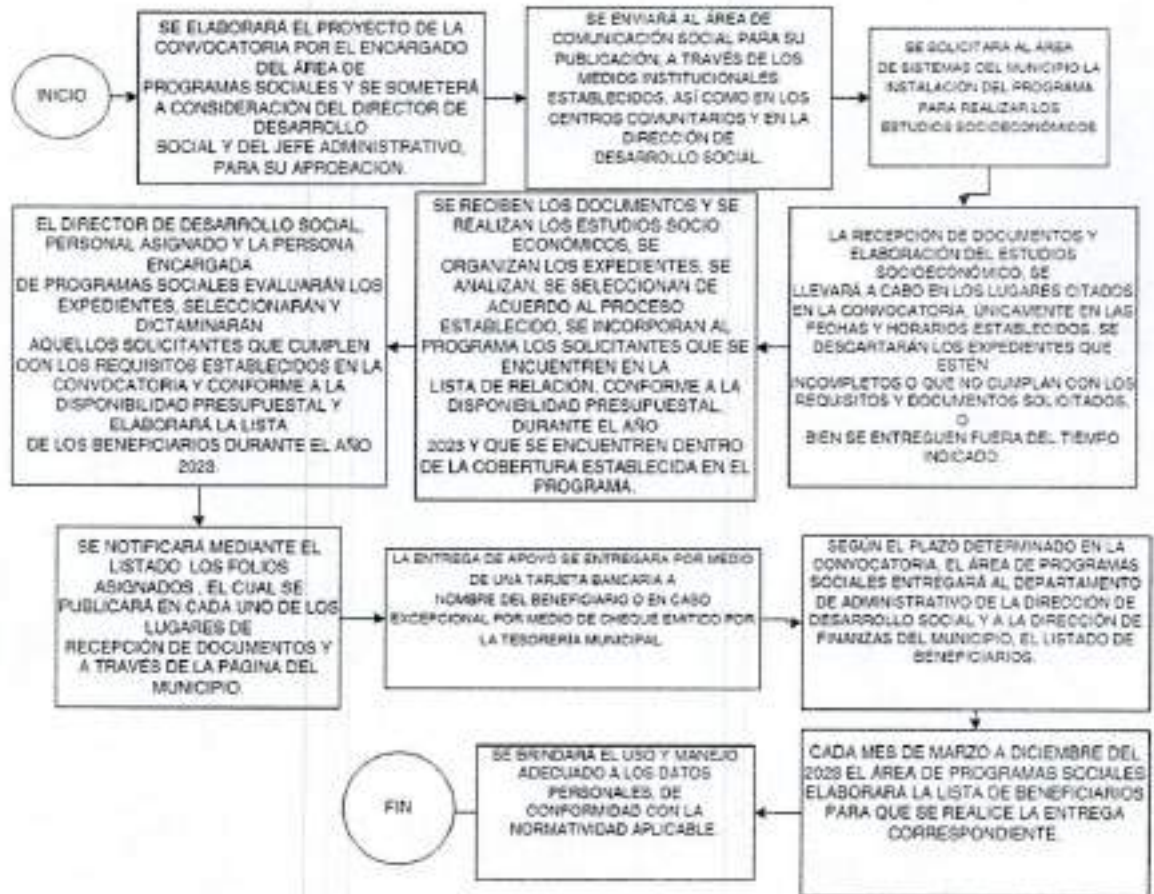 INICIO
SE ELABORARÁ EL PROYECTO DE LA
CONVOCATORIA POR EL ENCARGADO
DEL ÁREA DE
PROGRAMAS SOCIALES Y SE SOMETERÁ
A CONSIDERACIÓN DEL DIRECTOR DE
DESARROLLO
SOCIAL Y DEL JEFE ADMINISTRATIVO,
PARA SU APROBACION.
SE ENVIARÁ AL ÁREA DE
COMUNICACIÓN SOCIAL PARA SU
PUBLICACIÓN, A TRAVÉS DE LOS
MEDIOS INSTITUCIONALES
ESTABLECIDOS, ASÍ COMO EN LOS
CENTROS COMUNITARIOS Y EN LA
DIRECCIÓN DE
DESARROLLO SOCIAL.
SE SOLICITARA AL ÁREA
DE SISTEMAS DEL MUNICIPIO LA
INSTALACIÓN DEL PROGRAMA
PARA REALIZAR LOS
ESTUDIOS SOCIOECONÓMICOS
LA RECEPCIÓN DE DOCUMENTOS Y
ELABORACIÓN DEL ESTUDIOS
SOCIOECONÓMICO, SE
LLEVARÁ A CABO EN LOS LUGARES CITADOS
EN LA CONVOCATORIA, ÚNICAMENTE EN LAS
FECHAS Y HORARIOS ESTABLECIDOS. SE
DESCARTARÁN LOS EXPEDIENTES QUE
ESTÉN
INCOMPLETOS O QUE NO CUMPLAN CON LOS
REQUISITOS Y DOCUMENTOS SOLICITADOS,
O
BIEN SE ENTREGUEN FUERA DEL TIEMPO
INDICADO.
SE RECIBEN LOS DOCUMENTOS Y SE
REALIZAN LOS ESTUDIOS SOCIO
ECONÓMICOS, SE
ORGANIZAN LOS EXPEDIENTES, SE
ANALIZAN, SE SELECCIONAN DE
ACUERDO AL PROCESO
ESTABLECIDO, SE INCORPORAN AL
PROGRAMA LOS SOLICITANTES QUE SE
ENCUENTREN EN LA
LISTA DE RELACIÓN, CONFORME A LA
DISPONIBILIDAD PRESUPUESTAL,
DURANTE EL AÑO
2023 Y QUE SE ENCUENTREN DENTRO
DE LA COBERTURA ESTABLECIDA EN EL
PROGRAMA.
EL DIRECTOR DE DESARROLLO SOCIAL,
PERSONAL ASIGNADO Y LA PERSONA
ENCARGADA
DE PROGRAMAS SOCIALES EVALUARÁN LOS
EXPEDIENTES, SELECCIONARÁN Y
DICTAMINARÁN
AQUELLOS SOLICITANTES QUE CUMPLEN
CON LOS REQUISITOS ESTABLECIDOS EN LA
CONVOCATORIA Y CONFORME A LA
DISPONIBILIDAD PRESUPUESTAL Y
ELABORARÁ LA LISTA
DE LOS BENEFICIARIOS DURANTE EL AÑO
2023.
SE NOTIFICARÁ MEDIANTE EL
LISTADO LOS FOLIOS
ASIGNADOS , EL CUAL SE
PUBLICARÁ EN CADA UNO DE LOS
LUGARES DE
RECEPCIÓN DE DOCUMENTOS Y
A TRAVÉS DE LA PÁGINA DEL
MUNICIPIO.
LA ENTREGA DE APOYO SE ENTREGARA POR MEDIO
DE UNA TARJETA BANCARIA A
NOMBRE DEL BENEFICIARIO O EN CASO
EXCEPCIONAL POR MEDIO DE CHEQUE EMITICO POR
LA TESORERÍA MUNICIPAL
SEGÚN EL PLAZO DETERMINADO EN LA
CONVOCATORIA, EL ÁREA DE PROGRAMAS
SOCIALES ENTREGARÁ AL DEPARTAMENTO
DE ADMINISTRATIVO DE LA DIRECCIÓN DE
DESARROLLO SOCIAL Y A LA DIRECCIÓN DE
FINANZAS DEL MUNICIPIO, EL LISTADO DE
BENEFICIARIOS.
CADA MES DE MARZO A DICIEMBRE DEL
2023 EL ÁREA DE PROGRAMAS SOCIALES
ELABORARÁ LA LISTA DE BENEFICIARIOS
PARA QUE SE REALICE LA ENTREGA
CORRESPONDIENTE.
SE BRINDARÁ EL USO Y MANEJO
ADECUADO A LOS DATOS
PERSONALES, DE
CONFORMIDAD CON LA
NORMATIVIDAD APLICABLE.
FIN